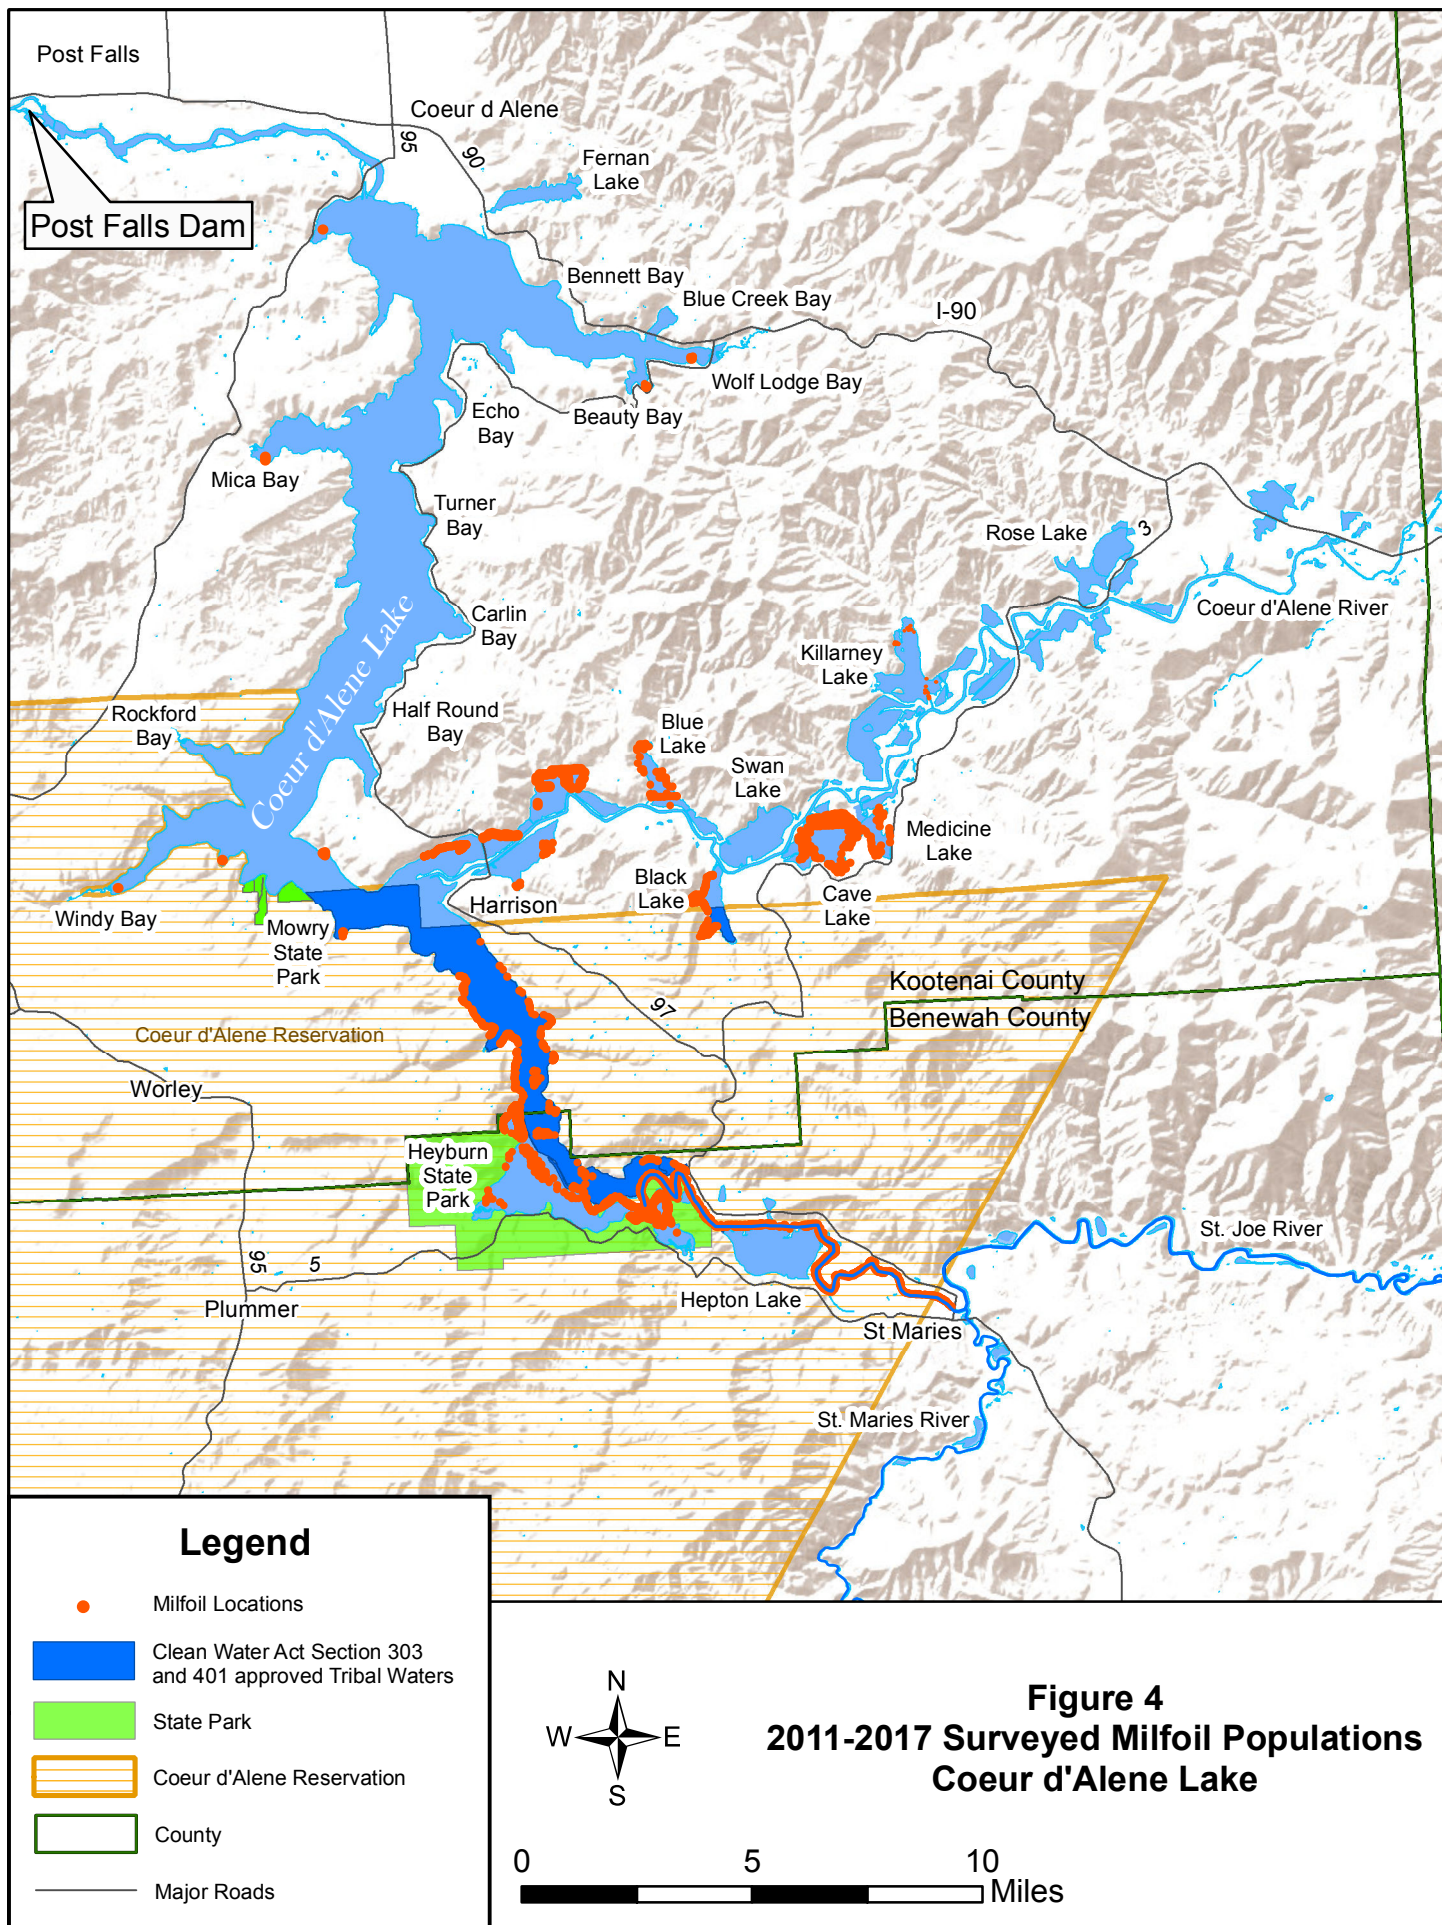 Post Falls
Coeur d Alene
95
90
Fernan
Lake
Post Falls Dam
Bennett Bay
Blue Creek Bay
I-90
Wolf Lodge Bay
Echo
Bay
Beauty Bay
Mica Bay
Turner
Bay
Rose Lake
3
Carlin
Bay
Coeur d'Alene River
Killarney
Lake
Coeur d'Alene Lake
Rockford
Bay
Half Round
Bay
Blue
Lake
Swan
Lake
Medicine
Lake
Black
Lake
Cave
Lake
Harrison
Windy Bay
Mowry
State
Park
Kootenai County
Benewah County
97
Coeur d'Alene Reservation
Worley
Heyburn
State
Park
St. Joe River
95
5
Plummer
Hepton Lake
St Maries
St. Maries River
Legend
Milfoil Locations
Clean Water Act Section 303
and 401 approved Tribal Waters
State Park
Coeur d'Alene Reservation
County
Major Roads
N
W
E
S
Figure 4
2011-2017 Surveyed Milfoil Populations
Coeur d'Alene Lake
0
5
10
Miles